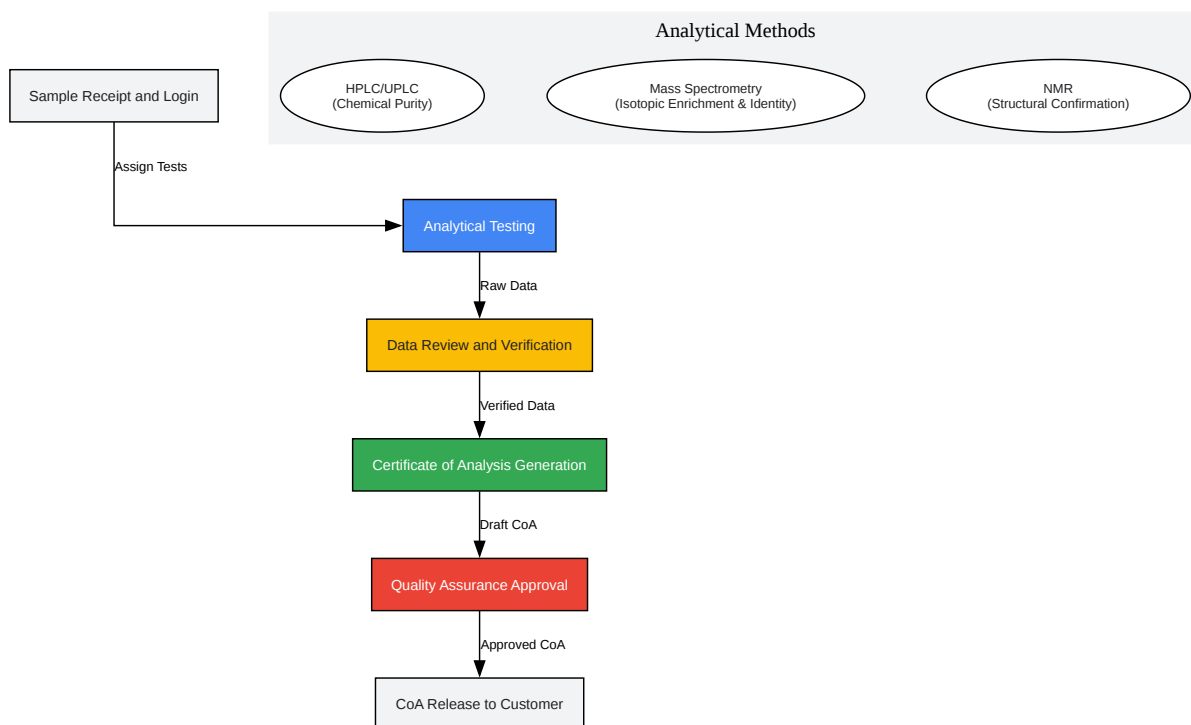 Analytical Methods
Sample Receipt and Login
HPLC/UPLC
(Chemical Purity)
Mass Spectrometry
(Isotopic Enrichment & Identity)
NMR
(Structural Confirmation)
Assign Tests
Analytical Testing
Raw Data
Data Review and Verification
Verified Data
Certificate of Analysis Generation
Draft CoA
Quality Assurance Approval
Approved CoA
CoA Release to Customer